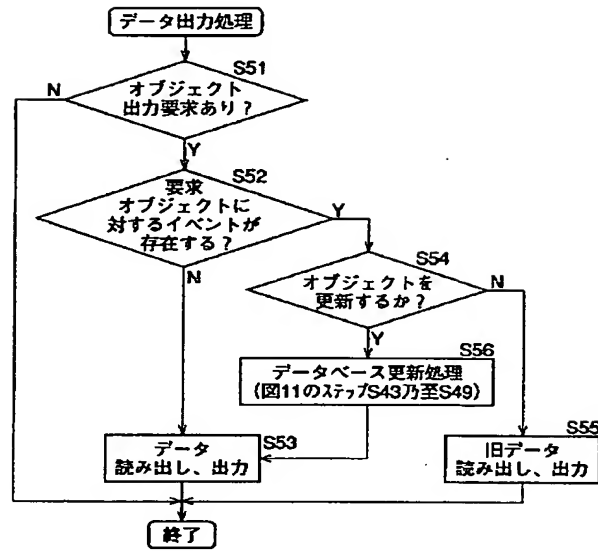 データ出力処理
S51
オブジェクト
出力要求あり?
N
Y
S52
要求
オブジェクトに
対するイベントが
存在する?
Y
N
S54
オブジェクトを
更新するか?
N
Y
S56
データベース更新処理
(図11のステップS43乃至S49)
S53
データ
読み出し、出力
S55
旧データ
読み出し、出力
終了